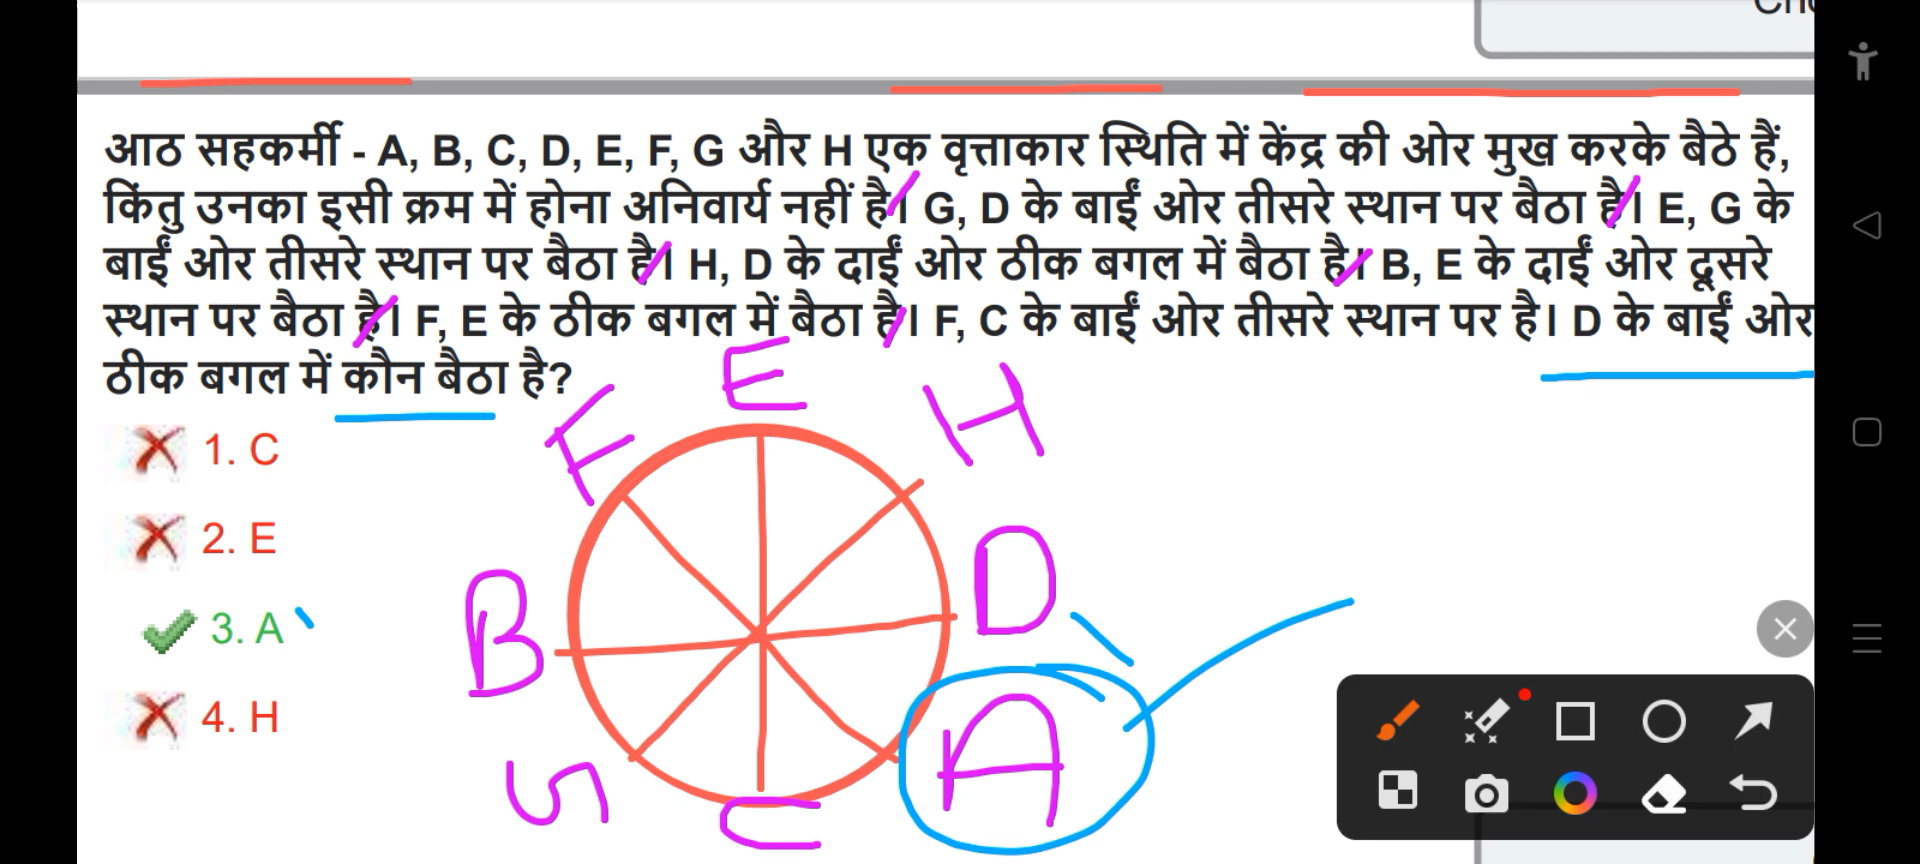 आठ सहकर्मी - A, B, C, D, E, F, G और H एक वृत्ताकार स्थिति में केंद्र की ओर मुख करके बैठे हैं,
किंतु उनका इसी क्रम में होना अनिवार्य नहीं है। G, D के बाईं ओर तीसरे स्थान पर बैठा है। E, G के
बाईं ओर तीसरे स्थान पर बैठा है। H, D के दाईं ओर ठीक बगल में बैठा है। B, E के दाईं ओर दूसरे
स्थान पर बैठा है। F, E के ठीक बगल में बैठा है। F, C के बाईं ओर तीसरे स्थान पर है। D के बाईं ओर
ठीक बगल में कौन बैठा है?
1. C
2. E
3. A
4. H
E
F
H
D
B
A
G
C